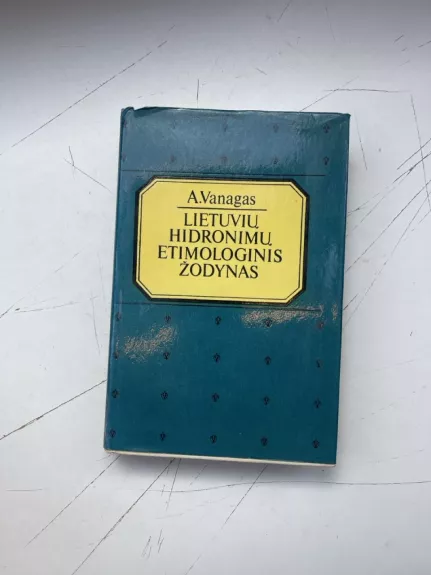 A.Vanagas
LIETUVIŲ
HIDRONIMŲ
ETIMOLOGINIS
ŽODYNAS